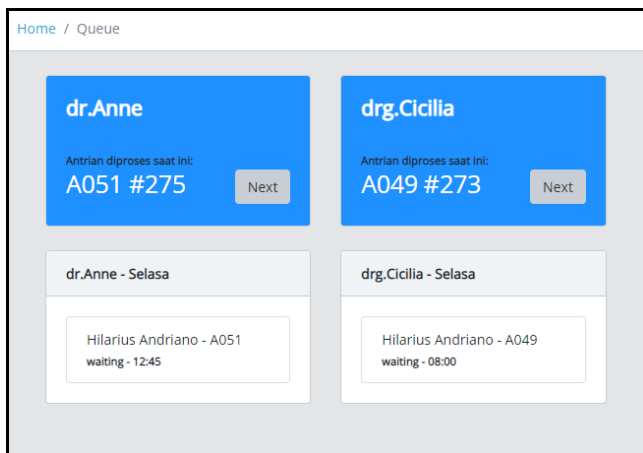 Home / Queue
dr.Anne
Antrian diproses saat ini:
A051 #275
Next
drg.Cicilia
Antrian diproses saat ini:
A049 #273
Next
dr.Anne - Selasa
Hilarius Andriano - A051
waiting - 12:45
drg.Cicilia - Selasa
Hilarius Andriano - A049
waiting - 08:00